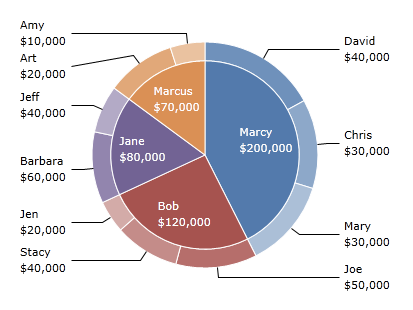 Amy
$10,000
Art
$20,000
Jeff
$40,000
Barbara
$60,000
Jen
$20,000
Stacy
$40,000
Marcus
$70,000
Jane
$80,000
Bob
$120,000
Marcy
$200,000
David
$40,000
Chris
$30,000
Mary
$30,000
Joe
$50,000